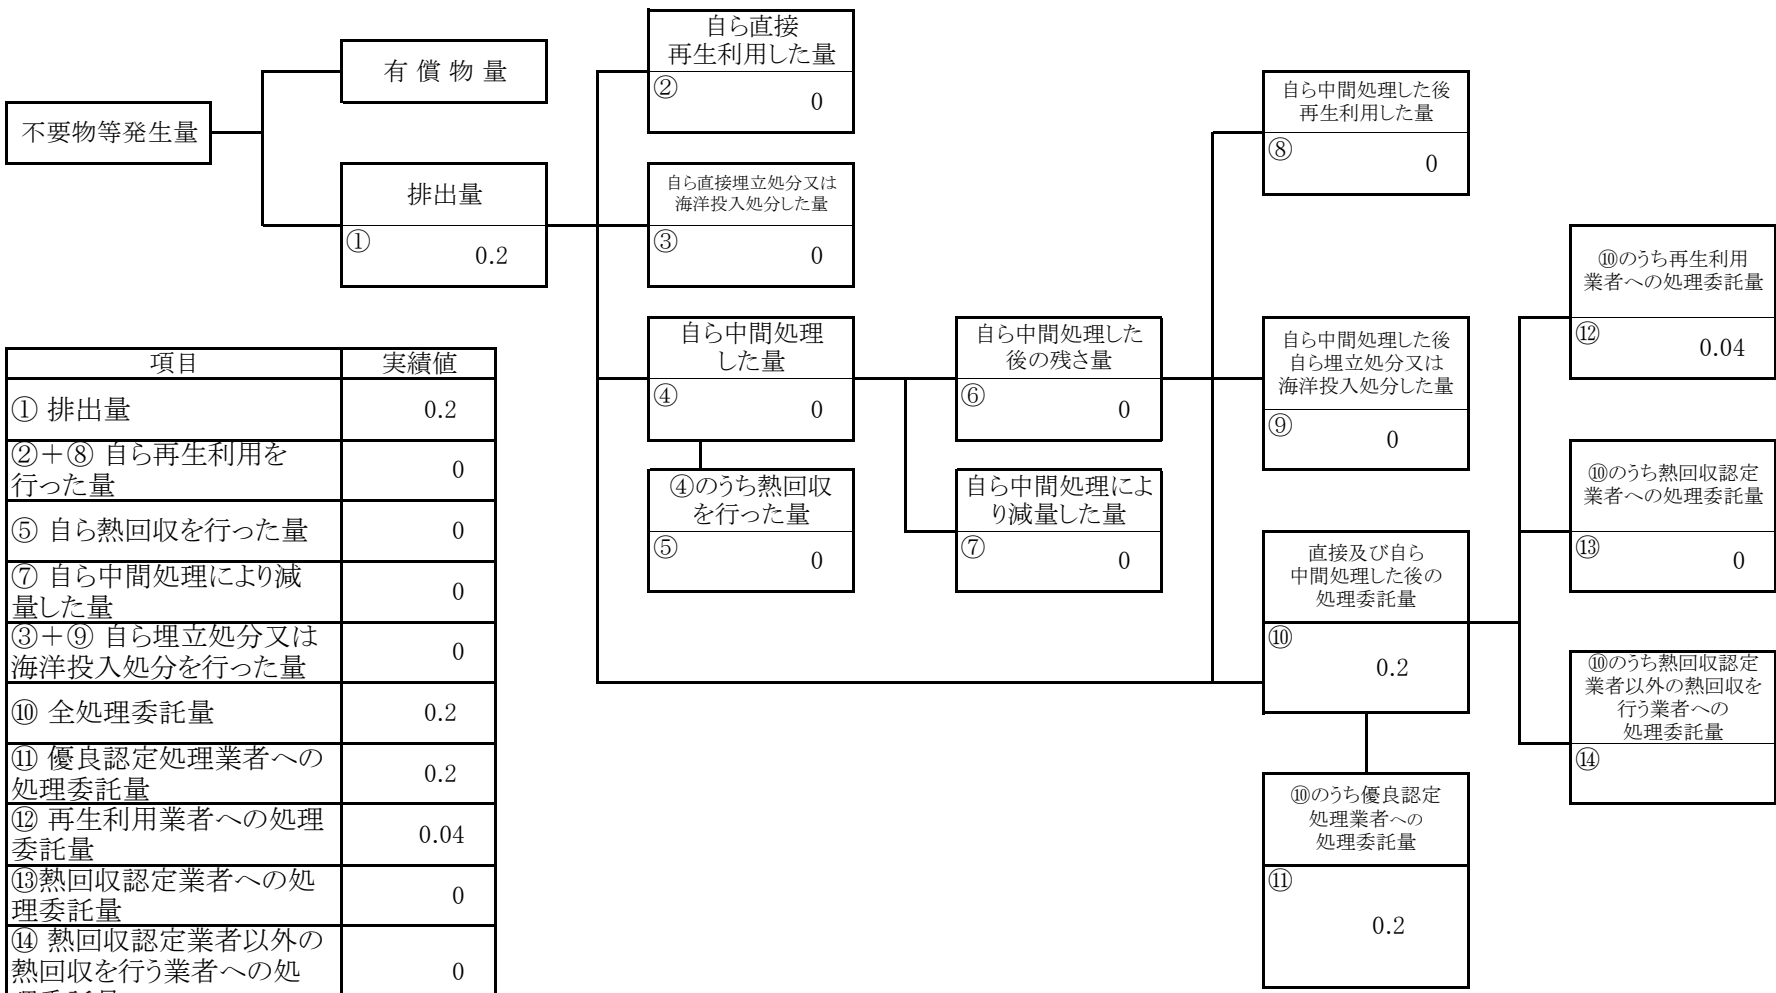 不要物等発生量
有 償 物 量
排出量
①
0.2
自ら直接
再生利用した量
②
0
自ら直接埋立処分又は
海洋投入処分した量
③
0
自ら中間処理
した量
④
0
④のうち熱回収
を行った量
⑤
0
自ら中間処理した
後の残さ量
⑥
0
自ら中間処理によ
り減量した量
⑦
0
自ら中間処理した後
再生利用した量
⑧
0
自ら中間処理した後
自ら埋立処分又は
海洋投入処分した量
⑨
0
直接及び自ら
中間処理した後の
処理委託量
⑩
0.2
⑩のうち優良認定
処理業者への
処理委託量
⑪
0.2
⑩のうち再生利用
業者への処理委託量
⑫
0.04
⑩のうち熱回収認定
業者への処理委託量
⑬
0
⑩のうち熱回収認定
業者以外の熱回収を
行う業者への
処理委託量
⑭
項目 実績値
① 排出量 0.2
②＋⑧ 自ら再生利用を
行った量 0
⑤ 自ら熱回収を行った量 0
⑦ 自ら中間処理により減
量した量 0
③＋⑨ 自ら埋立処分又は
海洋投入処分を行った量 0
⑩ 全処理委託量 0.2
⑪ 優良認定処理業者への
処理委託量 0.2
⑫ 再生利用業者への処理
委託量 0.04
⑬熱回収認定業者への処
理委託量 0
⑭ 熱回収認定業者以外の
熱回収を行う業者への処 0